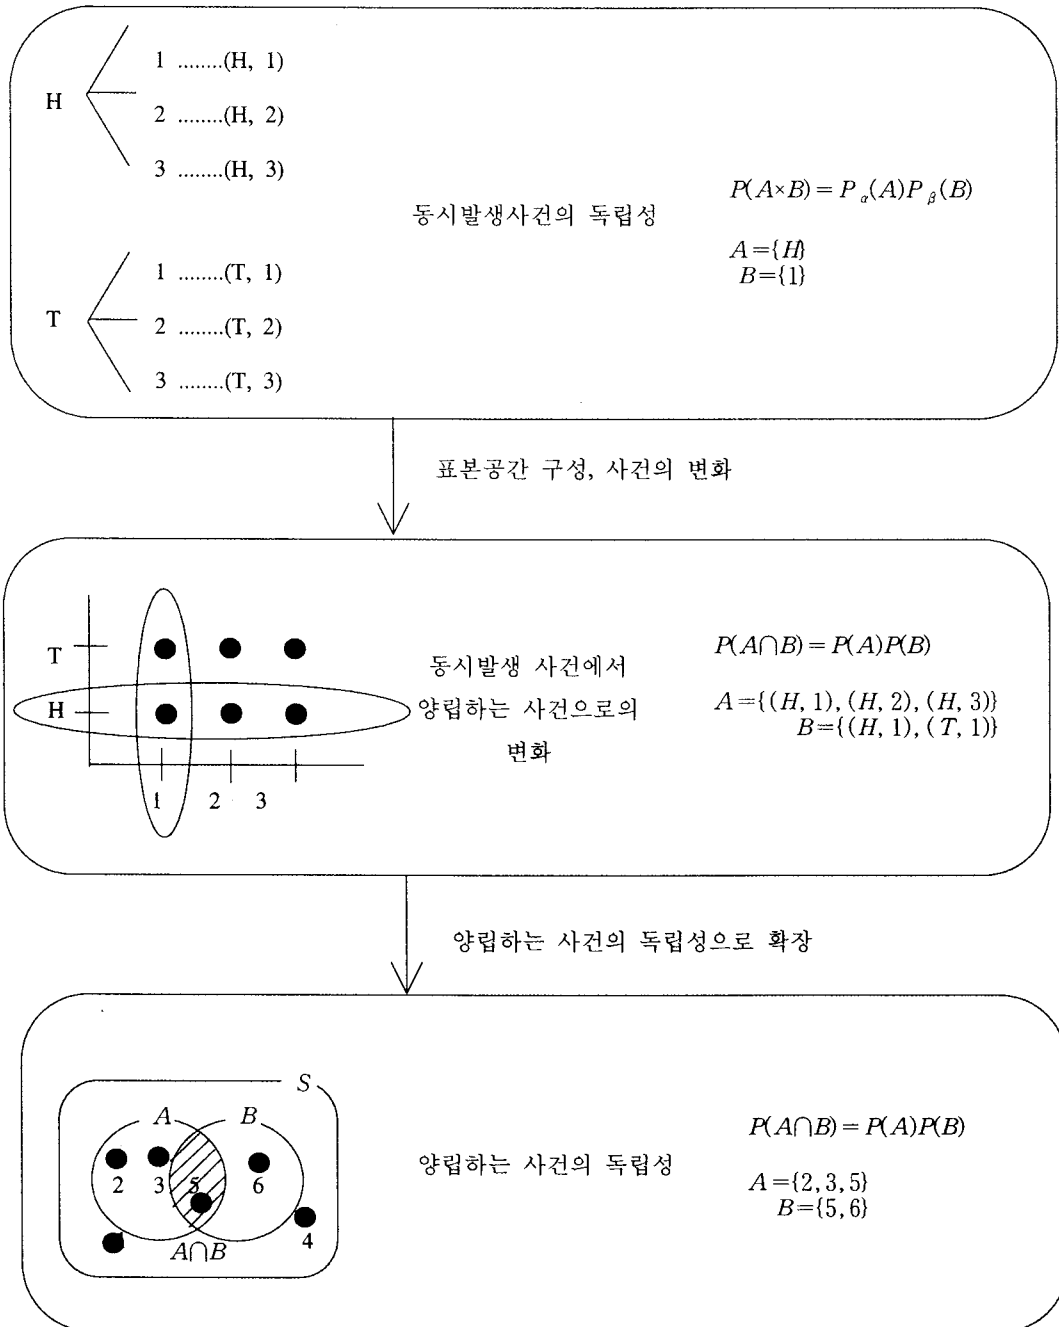 H
1 ........(H, 1)
2 ........(H, 2)
3 ........(H, 3)
T
1 ........(T, 1)
2 ........(T, 2)
3 ........(T, 3)
동시발생사건의 독립성
P(A×B)=P_α(A)P_β(B)
A={H}
B={1}
표본공간 구성, 사건의 변화
T
H
1 2 3
동시발생 사건에서
양립하는 사건으로의
변화
P(A∩B)=P(A)P(B)
A={(H, 1), (H, 2), (H, 3)}
B={(H, 1), (T, 1)}
양립하는 사건의 독립성으로 확장
S
A B
2 3 5 6
4
A∩B
양립하는 사건의 독립성
P(A∩B)=P(A)P(B)
A={2, 3, 5}
B={5, 6}